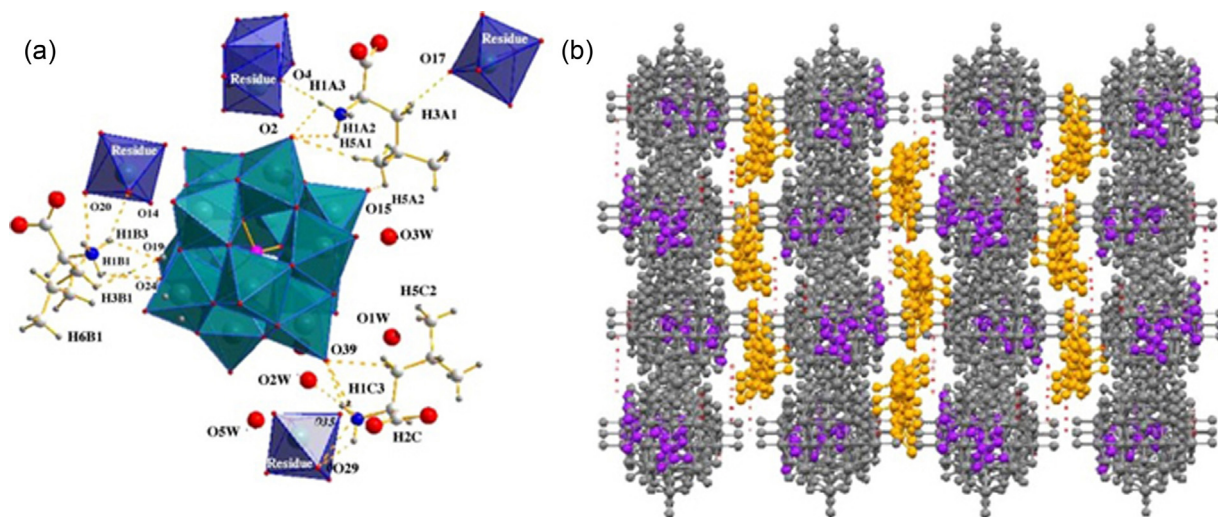 (a)
(b)
Residue
Residue
O17
O4
H1A3
H3A1
O2
H1A2
H5A1
Residue
H5A2
O15
O20
O14
O3W
H1B3
O19
H1B1
H5C2
H3B1
O24
O1W
H6B1
O39
O2W
H1C3
O5W
O35
H2C
Residue
O29